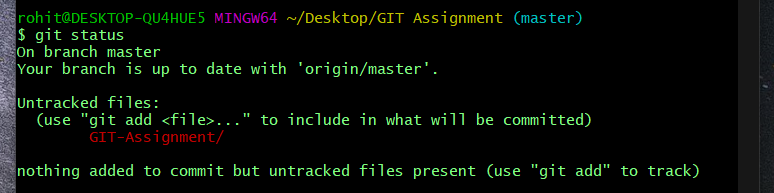 rohit@DESKTOP-QU4HUE5 MINGW64 ~/Desktop/GIT Assignment (master)
$ git status
On branch master
Your branch is up to date with 'origin/master'.
Untracked files:
(use "git add <file>..." to include in what will be committed)
GIT-Assignment/
nothing added to commit but untracked files present (use "git add" to track)